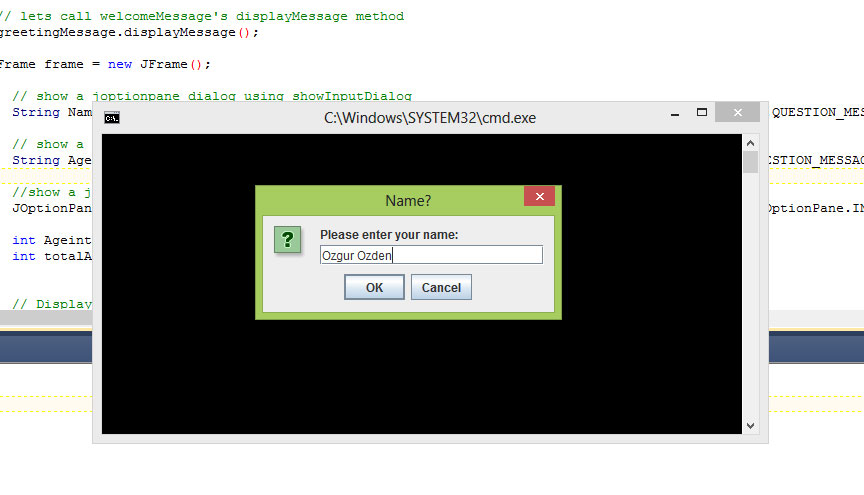 // lets call welcomeMessage's displayMessage method
greetingMessage.displayMessage();
Frame frame = new JFrame();
// show a joptionpane dialog using showInputDialog
String Nam
QUESTION_MES
C:\Windows\SYSTEM32\cmd.exe
// show a
String Age
ESTION_MESSAG
//show a j
JOptionPan
OptionPane.IN
int Ageint
int totalA
// Display
Name?
Please enter your name:
Ozgur Ozden
OK Cancel